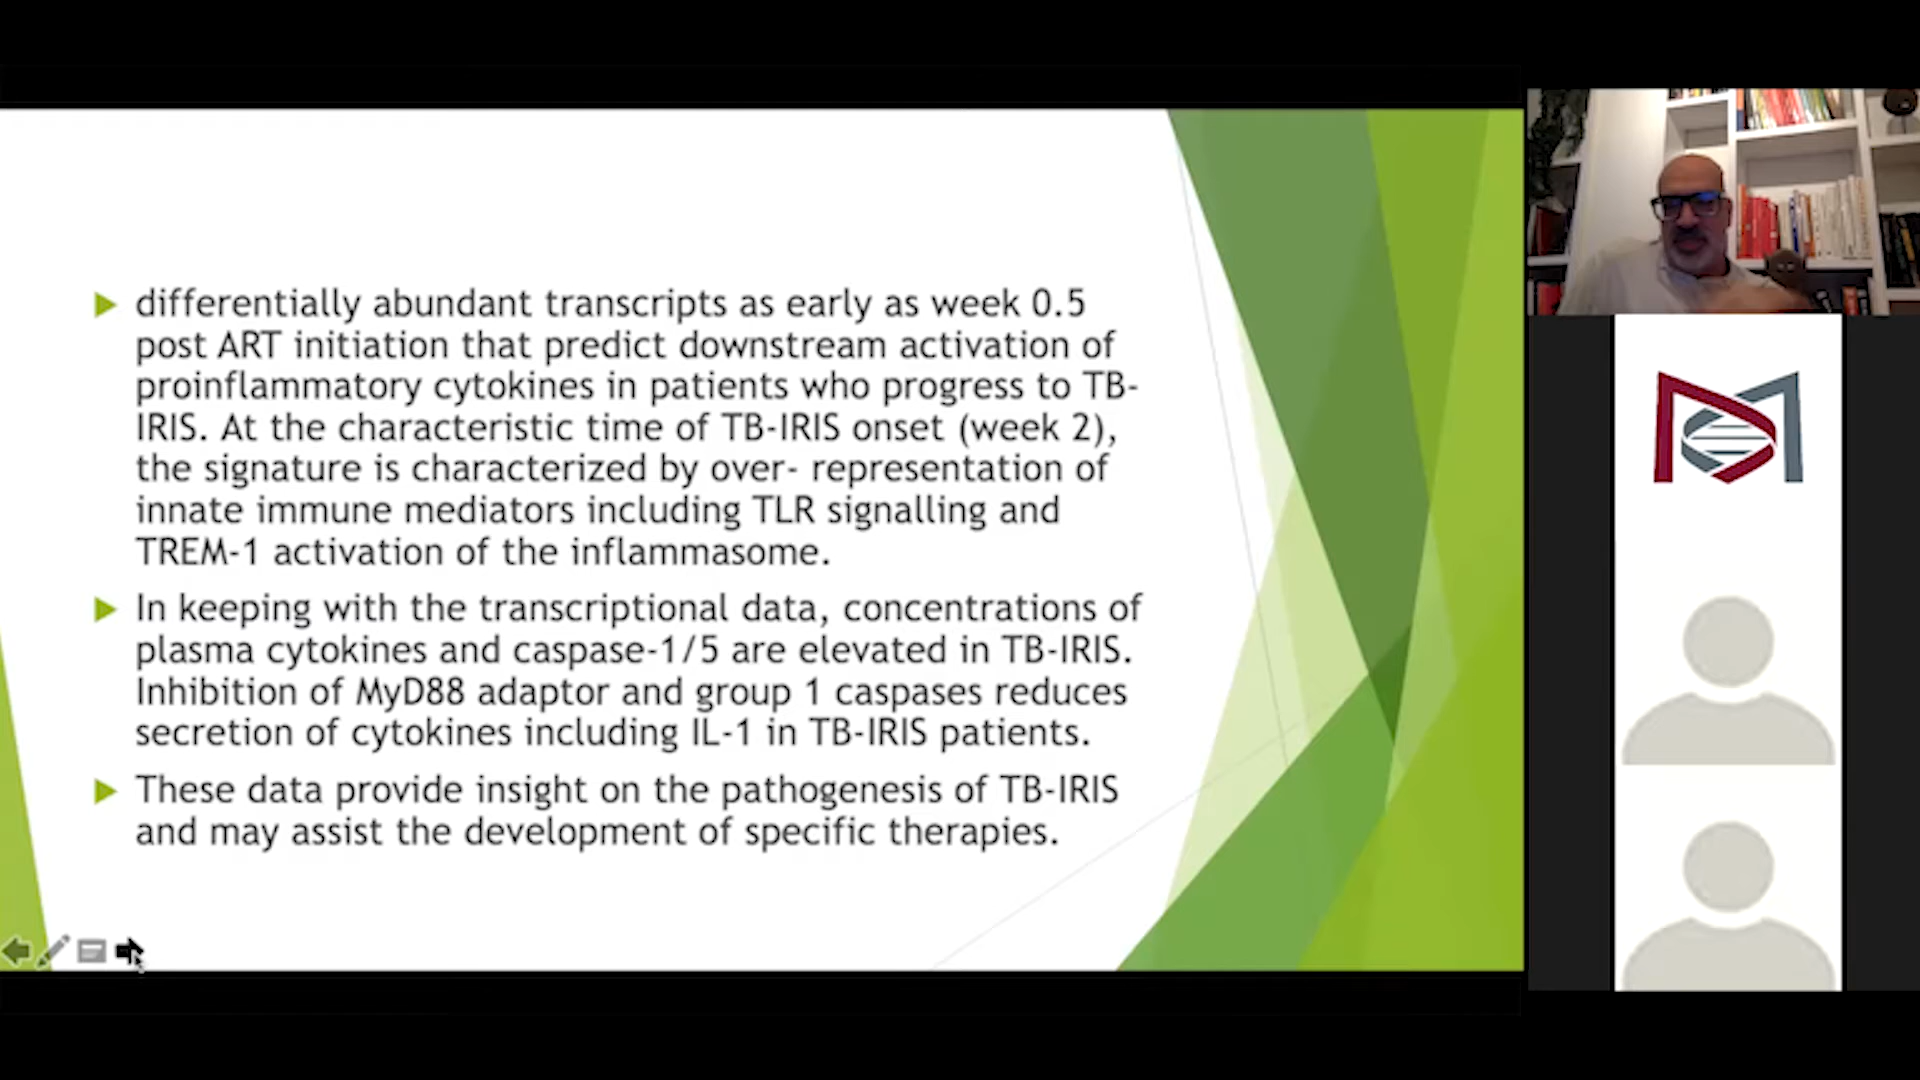 differentially abundant transcripts as early as week 0.5
post ART initiation that predict downstream activation of
proinflammatory cytokines in patients who progress to TB-
IRIS. At the characteristic time of TB-IRIS onset (week 2),
the signature is characterized by over- representation of
innate immune mediators including TLR signalling and
TREM-1 activation of the inflammasome.
In keeping with the transcriptional data, concentrations of
plasma cytokines and caspase-1/5 are elevated in TB-IRIS.
Inhibition of MyD88 adaptor and group 1 caspases reduces
secretion of cytokines including IL-1 in TB-IRIS patients.
These data provide insight on the pathogenesis of TB-IRIS
and may assist the development of specific therapies.